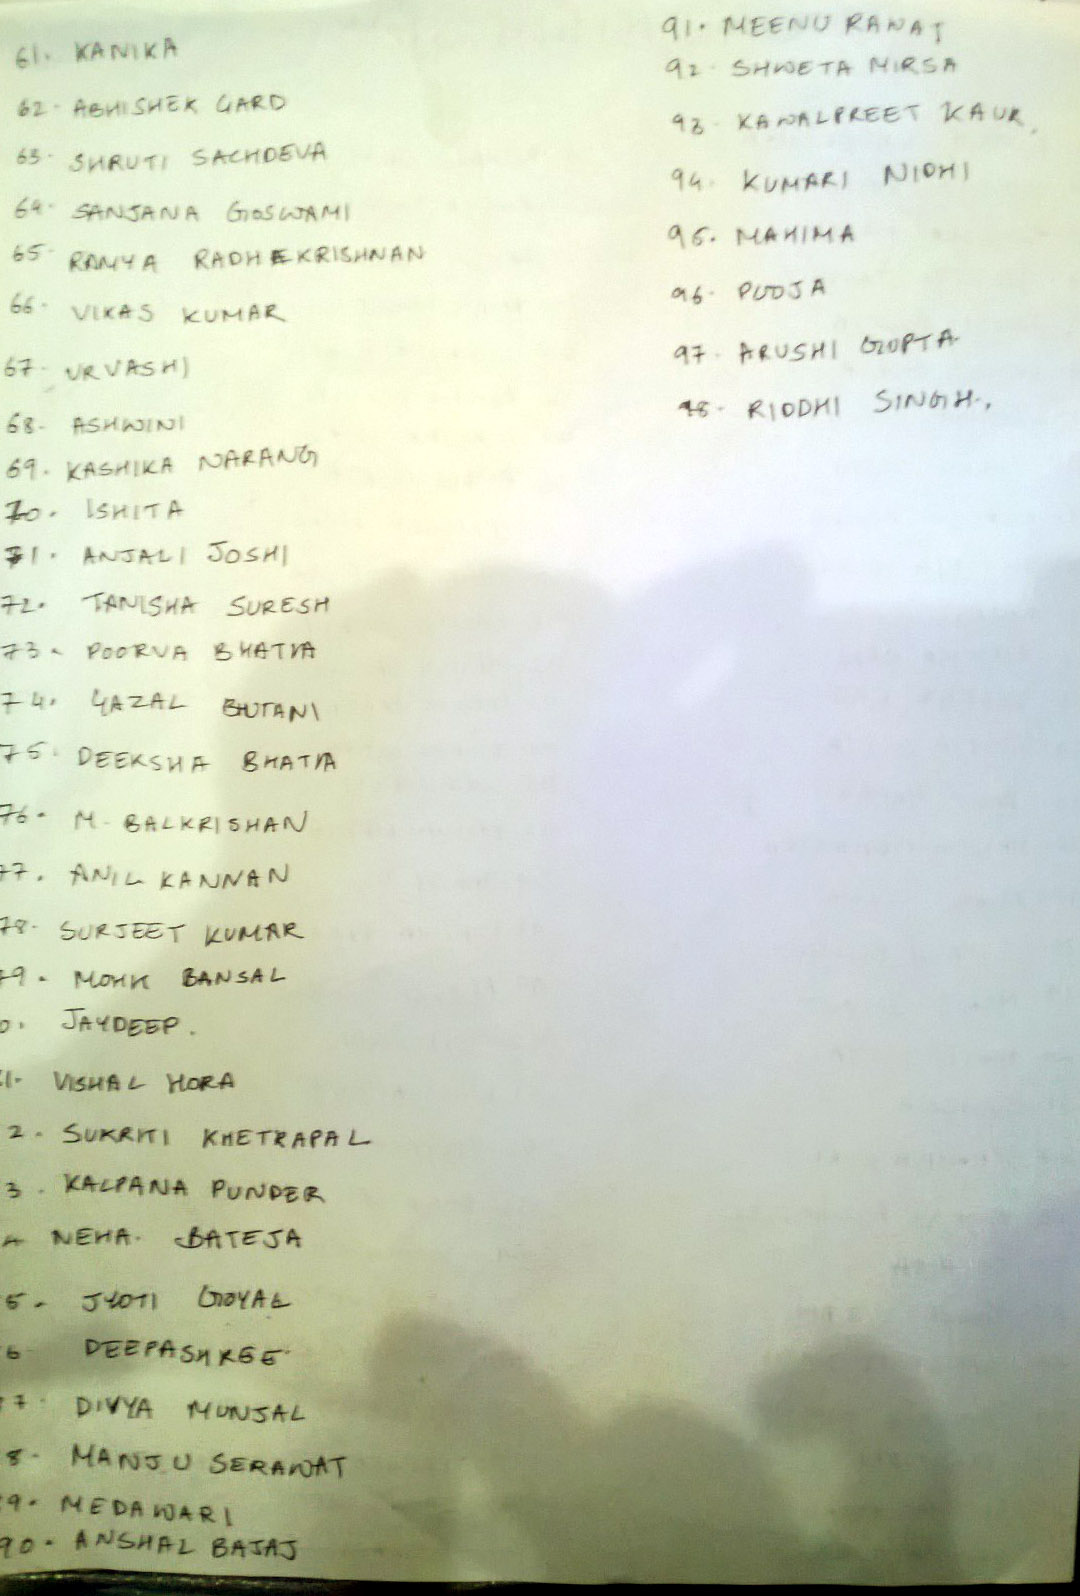 61. KANIKA
62. ABHISHEK GARD
63. SHRUTI SACHDEVA
64. SANJANA GOSWAMI
65. RAMYA RADHEKRISHNAN
66. VIKAS KUMAR
67. URVASHI
68. ASHWINI
69. KASHIKA NARANG
70. ISHITA
71. ANJALI JOSHI
72. TANISHA SURESH
73. POORVA BHATIA
74. GAZAL BHUTANI
75. DEEKSHA BHATIA
76. M. BALKRISHAN
77. ANIL KANNAN
78. SURJEET KUMAR
79. BANSAL
0. JAYDEEP.
1. VISHAL HORA
2. SUKRITI KHETRAPAL
3. KALPANA PUNDER
4 NEHA. BATEJA
5. JYOTI GOYAL
6 DEEPASHREE
7. DIVYA MUNJAL
8. MANJU SERAWAT
9. MEDAWARI
90. ANSHAL BAJAJ
91. MEENU RANAT
92. SHWETA MIRSA
93. KAWALPREET KAUR.
94. KUMARI NIDHI
95. MAHIMA
96. POOJA
97. ARUSHI GUPTA
98. RIDDHI SINGH.